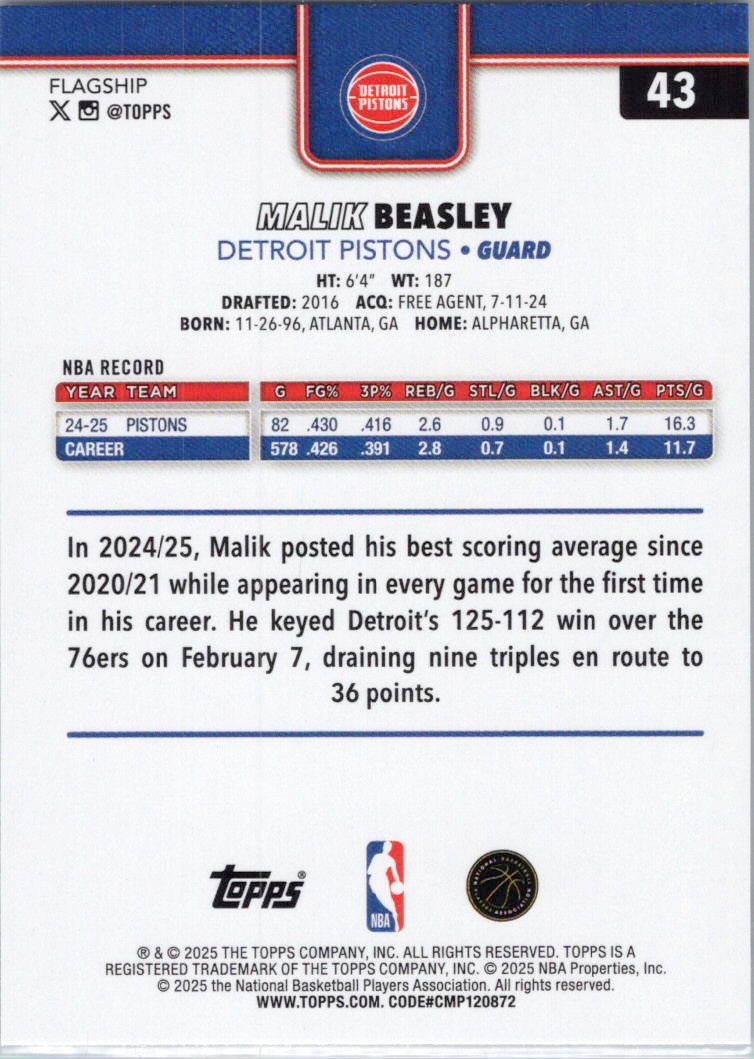 FLAGSHIP
X @TOPPS
DETROIT
PISTONS
43
MALIK BEASLEY
DETROIT PISTONS • GUARD
HT: 6'4" WT: 187
DRAFTED: 2016 ACQ: FREE AGENT, 7-11-24
BORN: 11-26-96, ATLANTA, GA HOME: ALPHARETTA, GA
NBA RECORD
YEAR TEAM G FG% 3P% REB/G STL/G BLK/G AST/G PTS/G
24-25 PISTONS 82 .430 .416 2.6 0.9 0.1 1.7 16.3
CAREER 578 .426 .391 2.8 0.7 0.1 1.4 11.7
In 2024/25, Malik posted his best scoring average since
2020/21 while appearing in every game for the first time
in his career. He keyed Detroit's 125-112 win over the
76ers on February 7, draining nine triples en route to
36 points.
Topps®
NBA
NATIONAL BASKETBALL
PLAYERS ASSOCIATION
® & © 2025 THE TOPPS COMPANY, INC. ALL RIGHTS RESERVED. TOPPS IS A
REGISTERED TRADEMARK OF THE TOPPS COMPANY, INC. © 2025 NBA Properties, Inc.
© 2025 the National Basketball Players Association. All rights reserved.
WWW.TOPPS.COM. CODE#CMP120872